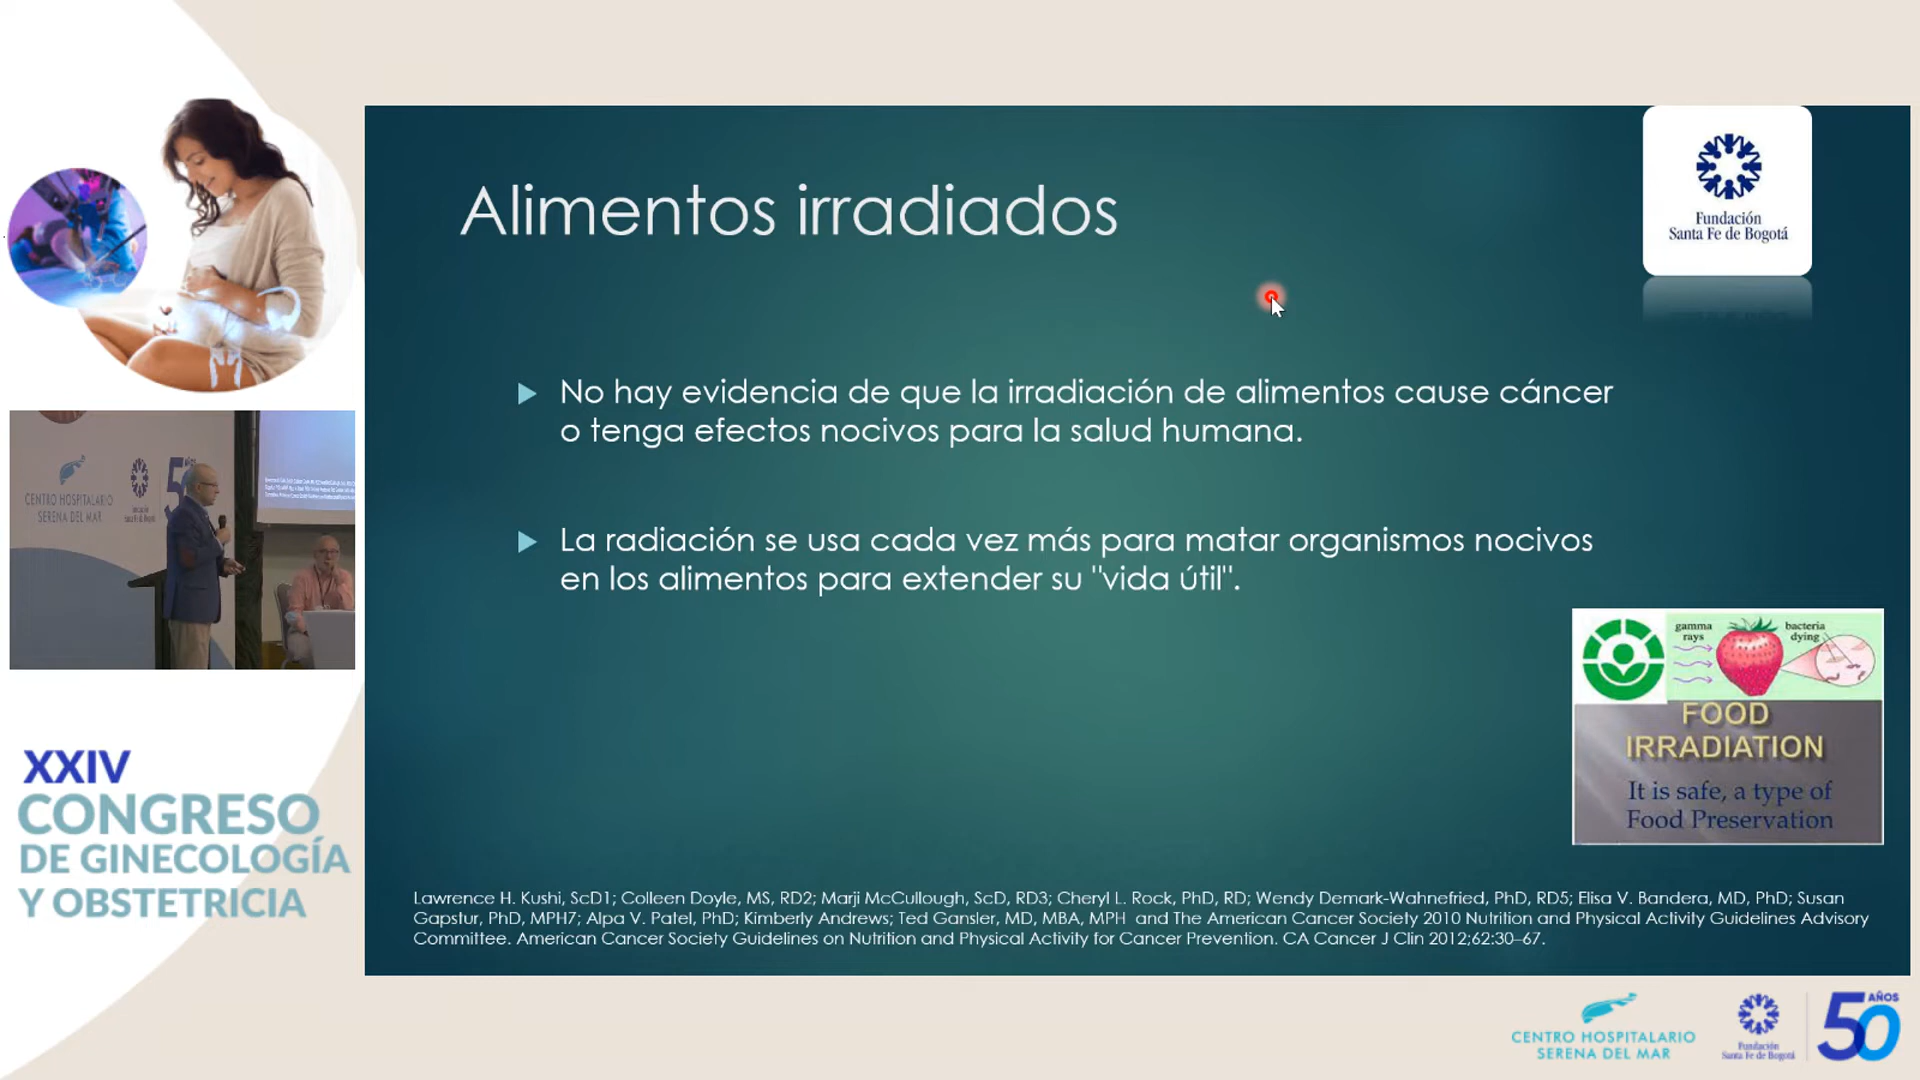 Alimentos irradiados
Fundación
Santa Fe de Bogotá
No hay evidencia de que la irradiación de alimentos cause cáncer
o tenga efectos nocivos para la salud humana.
La radiación se usa cada vez más para matar organismos nocivos
en los alimentos para extender su "vida útil".
gamma
rays
bacteria
dying
FOOD
IRRADIATION
It is safe, a type of
Food Preservation
Lawrence H. Kushi, ScD1; Colleen Doyle, MS, RD2; Marji McCullough, ScD, RD3; Cheryl L. Rock, PhD, RD; Wendy Demark-Wahnefried, PhD, RD5; Elisa V. Bandera, MD, PhD; Susan
Gapstur, PhD, MPH7; Alpa V. Patel, PhD; Kimberly Andrews; Ted Gansler, MD, MBA, MPH and The American Cancer Society 2010 Nutrition and Physical Activity Guidelines Advisory
Committee. American Cancer Society Guidelines on Nutrition and Physical Activity for Cancer Prevention. CA Cancer J Clin 2012;62:30–67.
CENTRO HOSPITALARIO
SERENA DEL MAR
Fundación
Santa Fe de Bogotá
XXIV
CONGRESO
DE GINECOLOGÍA
Y OBSTETRICIA
CENTRO HOSPITALARIO
SERENA DEL MAR
Fundación
Santa Fe de Bogotá
50 AÑOS